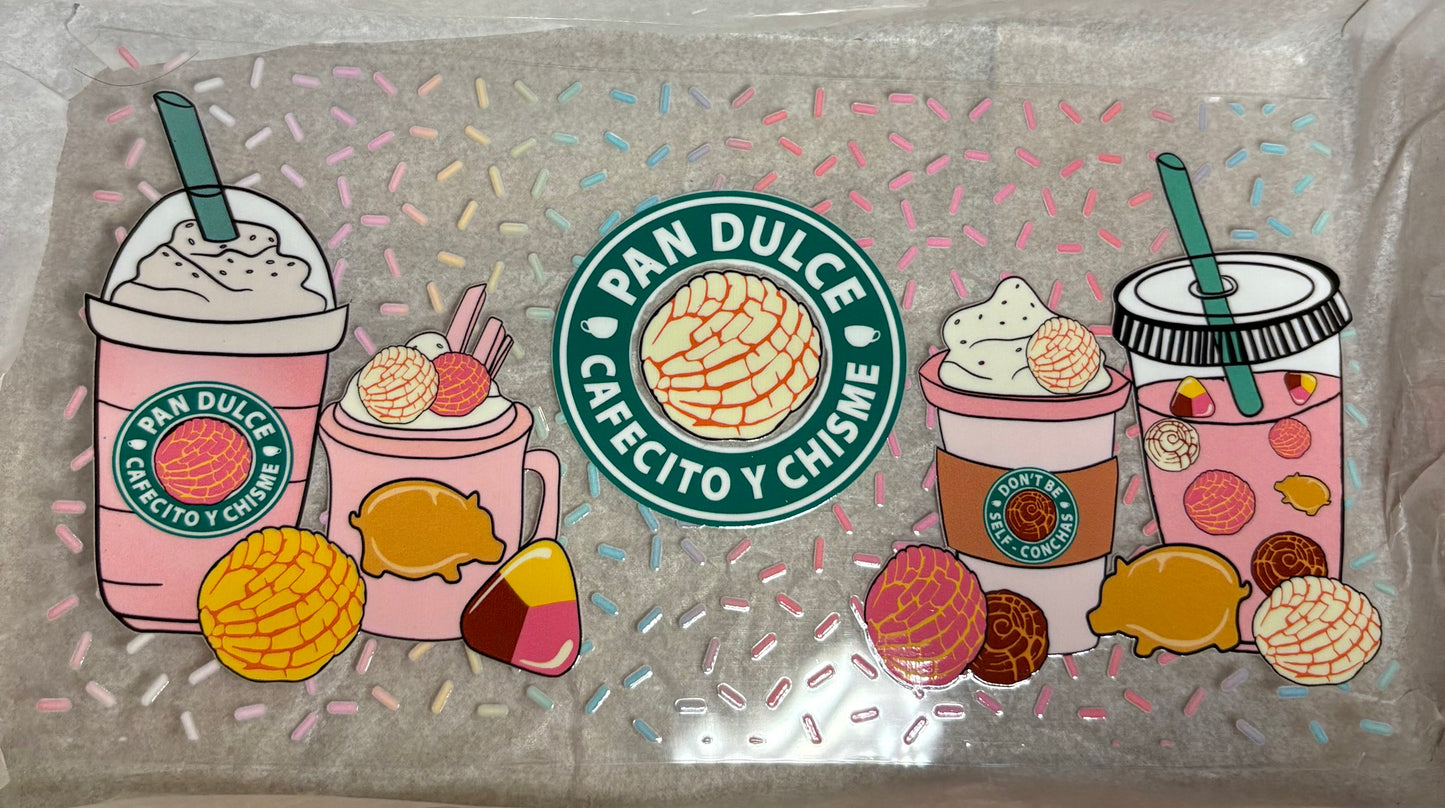 PAN DULCE
CAFECITO Y CHISME
PAN DULCE
CAFECITO Y CHISME
DON'T BE
SELF - CONCHAS